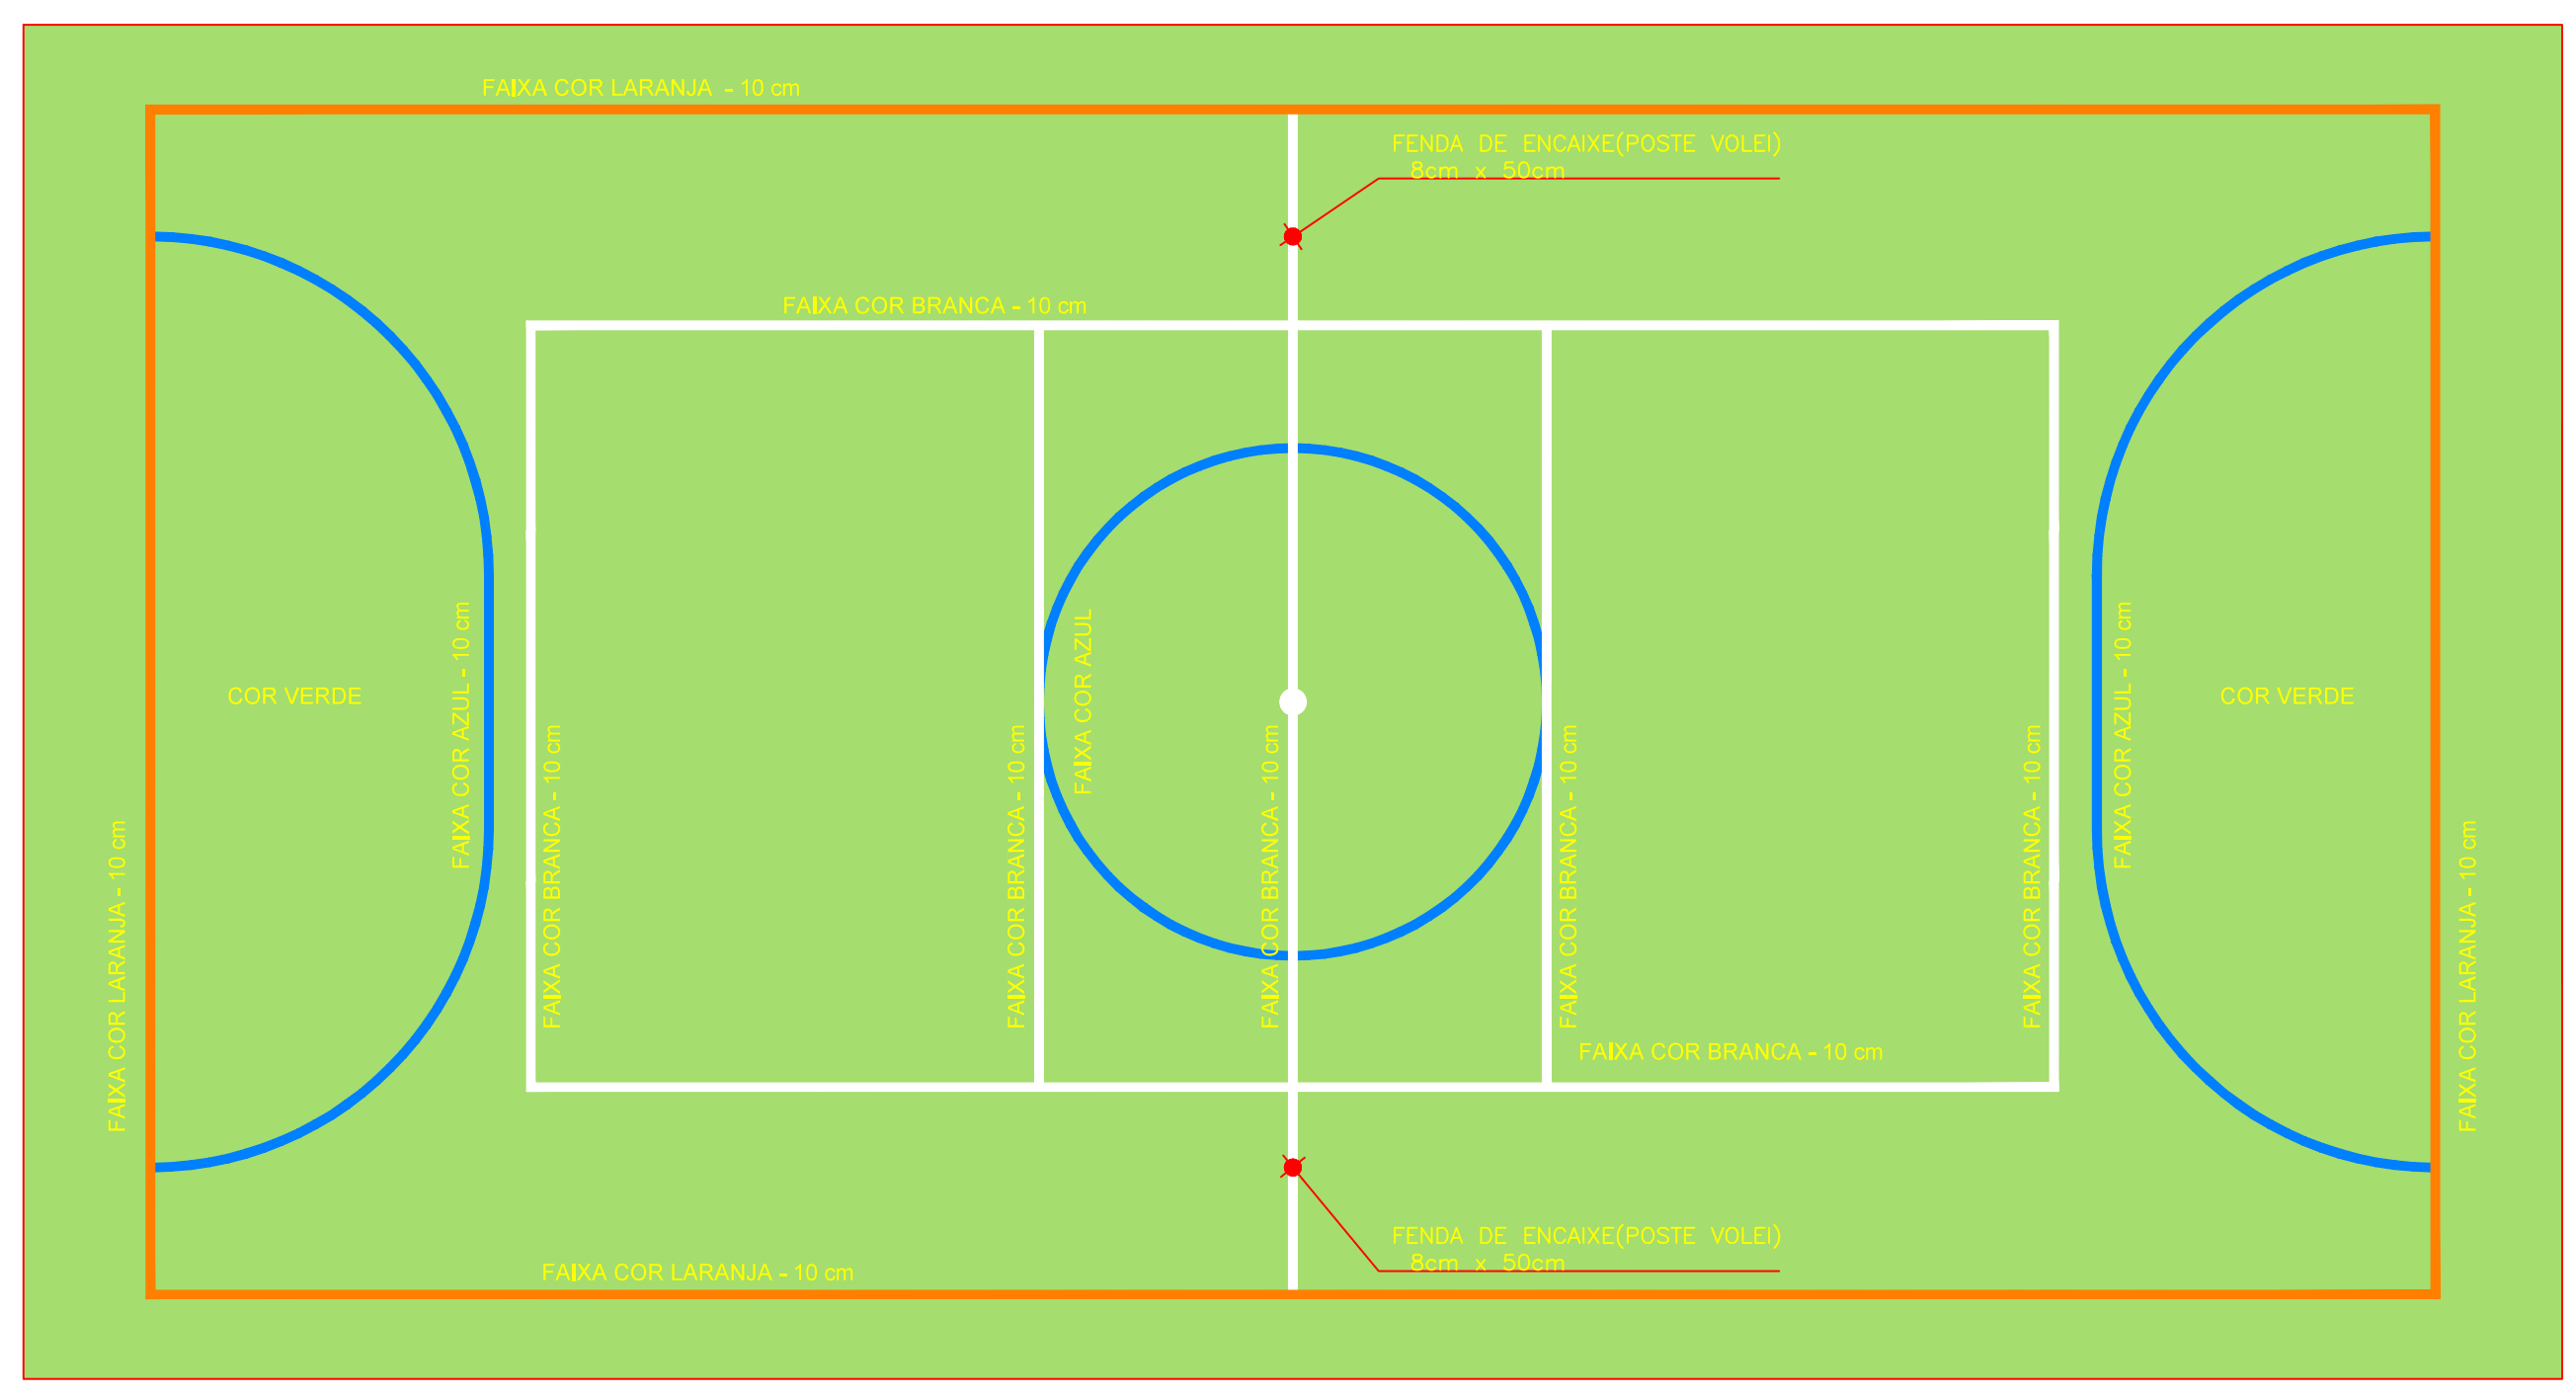 FAIXA COR LARANJA - 10 cm
FENDA DE ENCAIXE(POSTE VOLEI)
8cm x 50cm
FAIXA COR BRANCA - 10 cm
FAIXA COR LARANJA - 10 cm
COR VERDE
FAIXA COR AZUL - 10 cm
FAIXA COR BRANCA - 10 cm
FAIXA COR BRANCA - 10 cm
FAIXA COR AZUL
FAIXA COR BRANCA - 10 cm
FAIXA COR BRANCA - 10 cm
FAIXA COR BRANCA - 10 cm
FAIXA COR AZUL - 10 cm
COR VERDE
FAIXA COR LARANJA - 10 cm
FAIXA COR BRANCA - 10 cm
FENDA DE ENCAIXE(POSTE VOLEI)
8cm x 50cm
FAIXA COR LARANJA - 10 cm